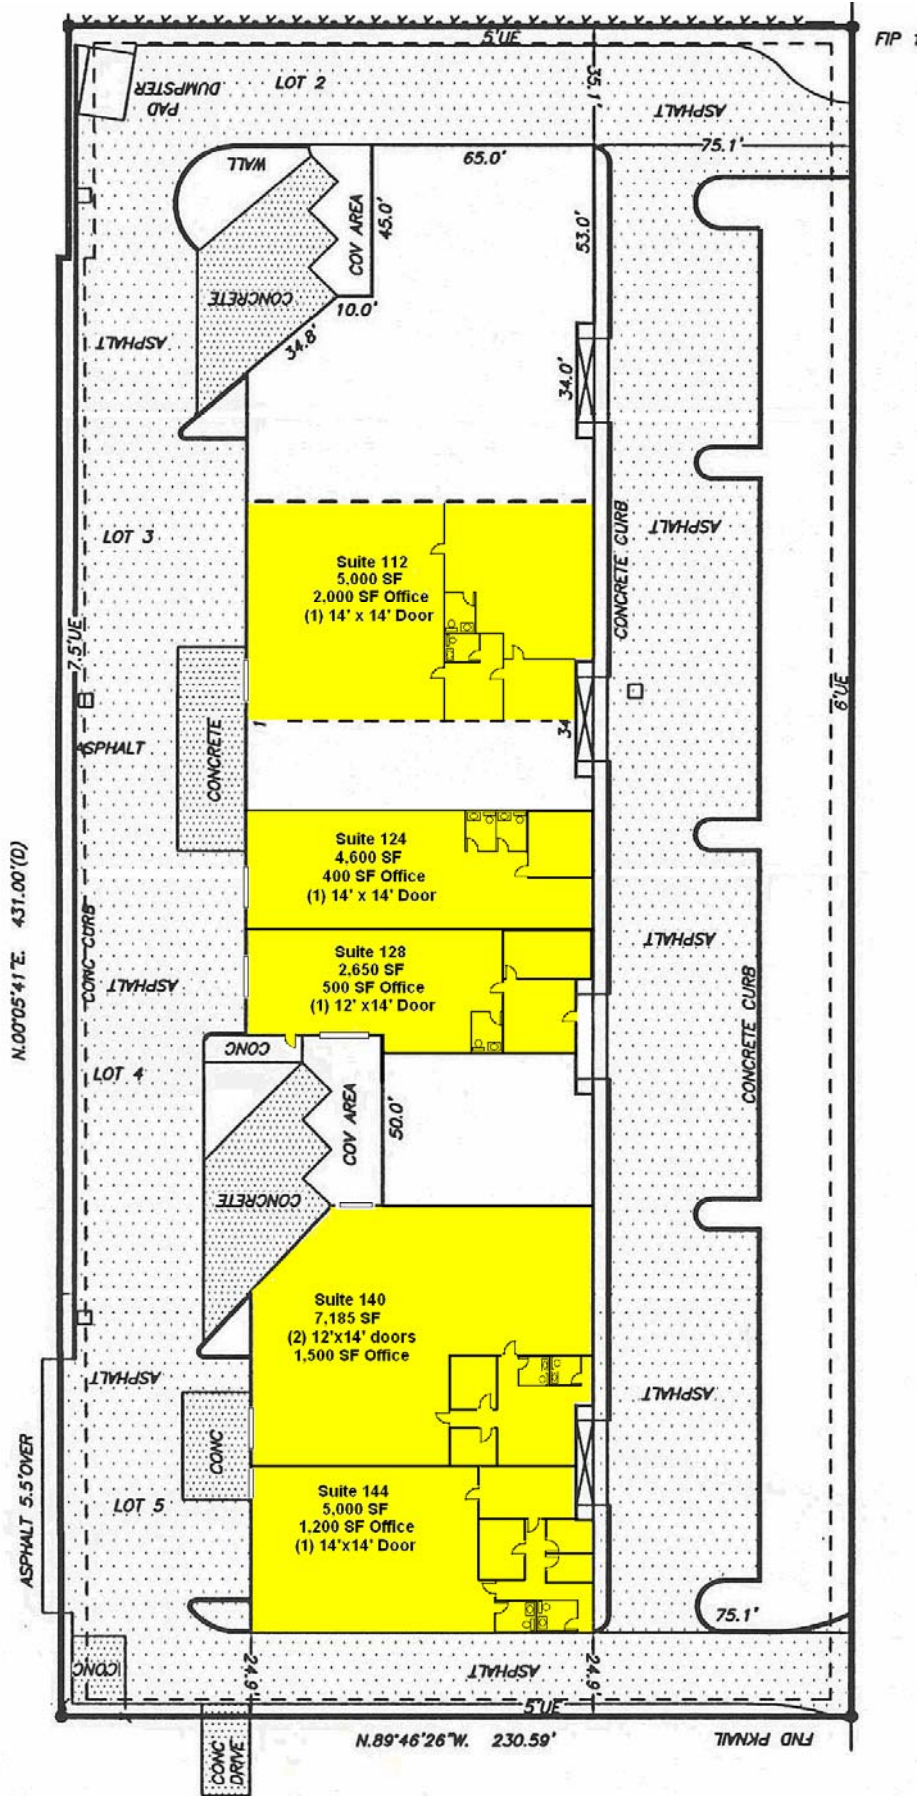 5'UE
FIP 1
LOT 2
35.1'
DUMPSTER
PAD
ASPHALT
75.1'
65.0'
WALL
COV AREA
45.0'
53.0'
CONCRETE
10.0'
34.8'
ASPHALT
34.0'
LOT 3
CONCRETE CURB
ASPHALT
Suite 112
5,000 SF
2,000 SF Office
(1) 14' x 14' Door
7.5'UE
6'UE
1
34
ASPHALT
CONCRETE
Suite 124
4,600 SF
400 SF Office
(1) 14' x 14' Door
N.00°05'41"E. 431.00'(D)
CONC CURB
ASPHALT
Suite 128
2,650 SF
500 SF Office
(1) 12' x14' Door
ASPHALT
CONCRETE CURB
CONC
LOT 4
COV AREA
50.0'
CONCRETE
Suite 140
7,185 SF
(2) 12'x14' doors
1,500 SF Office
ASPHALT
ASPHALT
ASPHALT 5.5'OVER
CONC
LOT 5
Suite 144
5,000 SF
1,200 SF Office
(1) 14'x14' Door
75.1'
CONC
24.9
24.9
ASPHALT
5'UE
N.89°46'26"W. 230.59'
FND PKNAIL
CONC
DRIVE